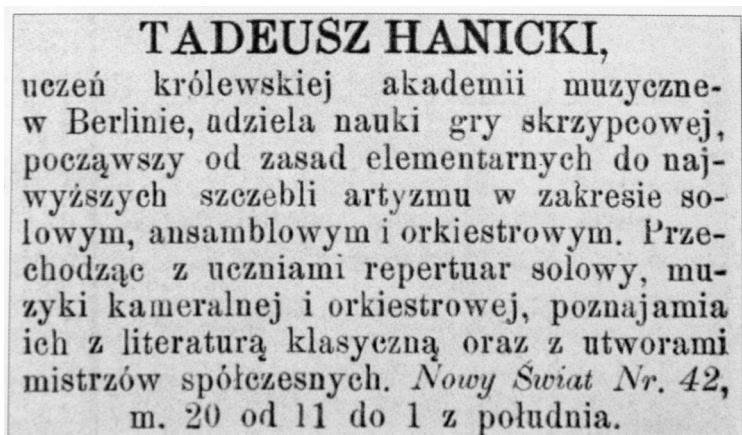 TADEUSZ HANICKI,
uczeń królewskiej akademii muzyczne-
w Berlinie, udziela nauki gry skrzypcowej,
począwszy od zasad elementarnych do naj-
wyższych szczebli artyzmu w zakresie so-
lowym, ansamblowym i orkiestrowym. Prze-
chodząc z uczniami repertuar solowy, mu-
zyki kameralnej i orkiestrowej, poznajamia
ich z literaturą klasyczną oraz z utworami
mistrzów spółczesnych. Nowy Świat Nr. 42,
m. 20 od 11 do 1 z południa.